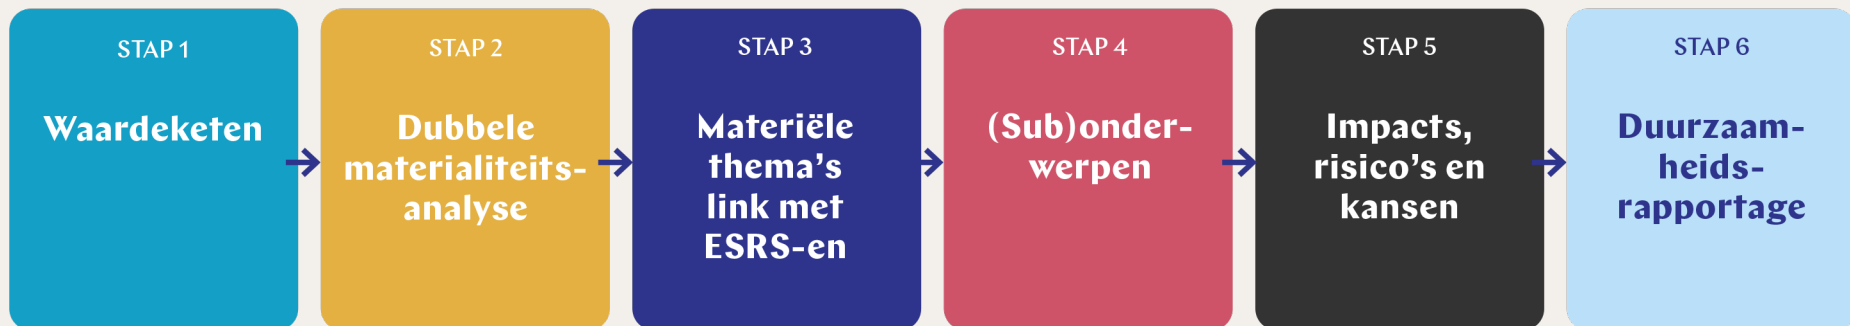 STAP 1
Waardeketen
STAP 2
Dubbele
materialiteits-
analyse
STAP 3
Materiële
thema's
link met
ESRS-en
STAP 4
(Sub)onder-
werpen
STAP 5
Impacts,
risico's en
kansen
STAP 6
Duurzaam-
heids-
rapportage